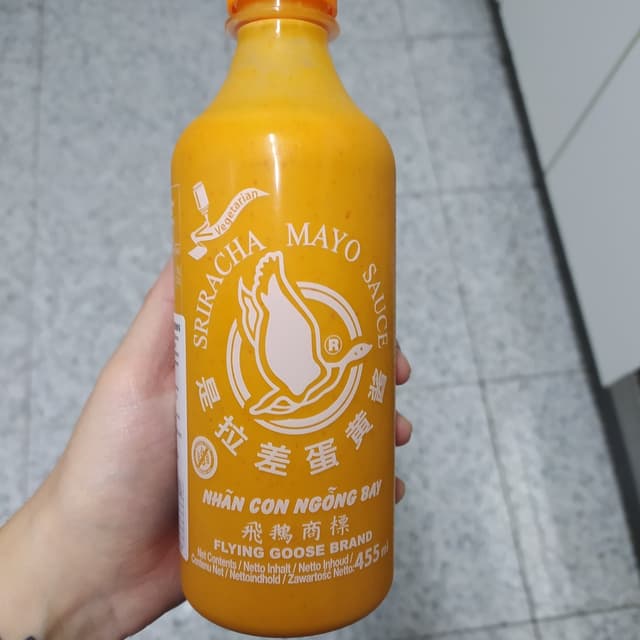 Vegetarian
SRIRACHA MAYO SAUCE
®
是拉差蛋黃醬
NHÃN CON NGỖNG BAY
飛鵝商標
FLYING GOOSE BRAND
Net Contents / Netto Inhalt / Netto Inhoud /
Contenu Net / Nettoindhold / Zawartość Netto: 455 ml